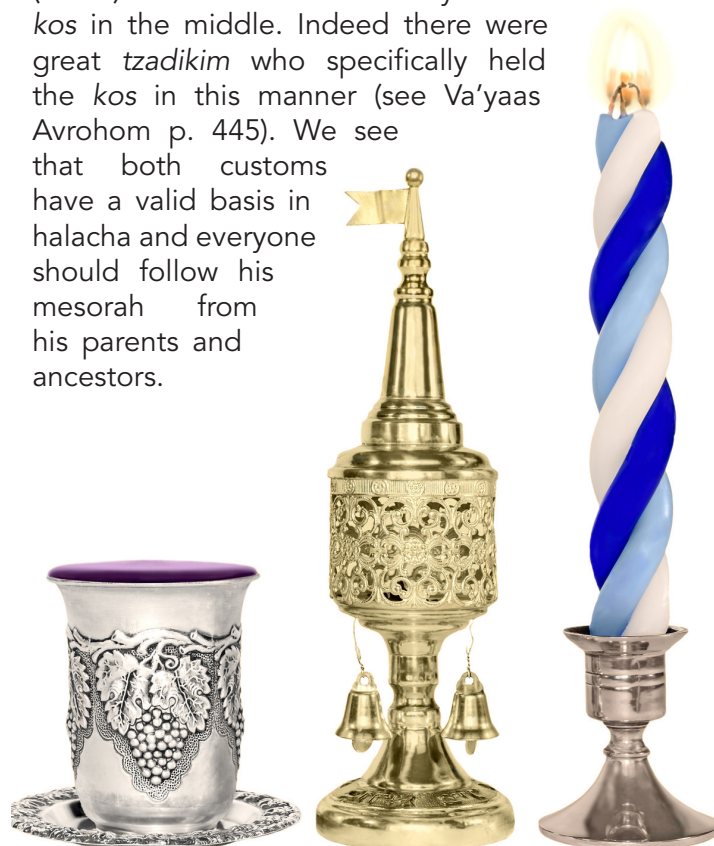 kos in the middle. Indeed there were
great tzadikim who specifically held
the kos in this manner (see Va'yaas
Avrohom p. 445). We see
that both customs
have a valid basis in
halacha and everyone
should follow his
mesorah from
his parents and
ancestors.